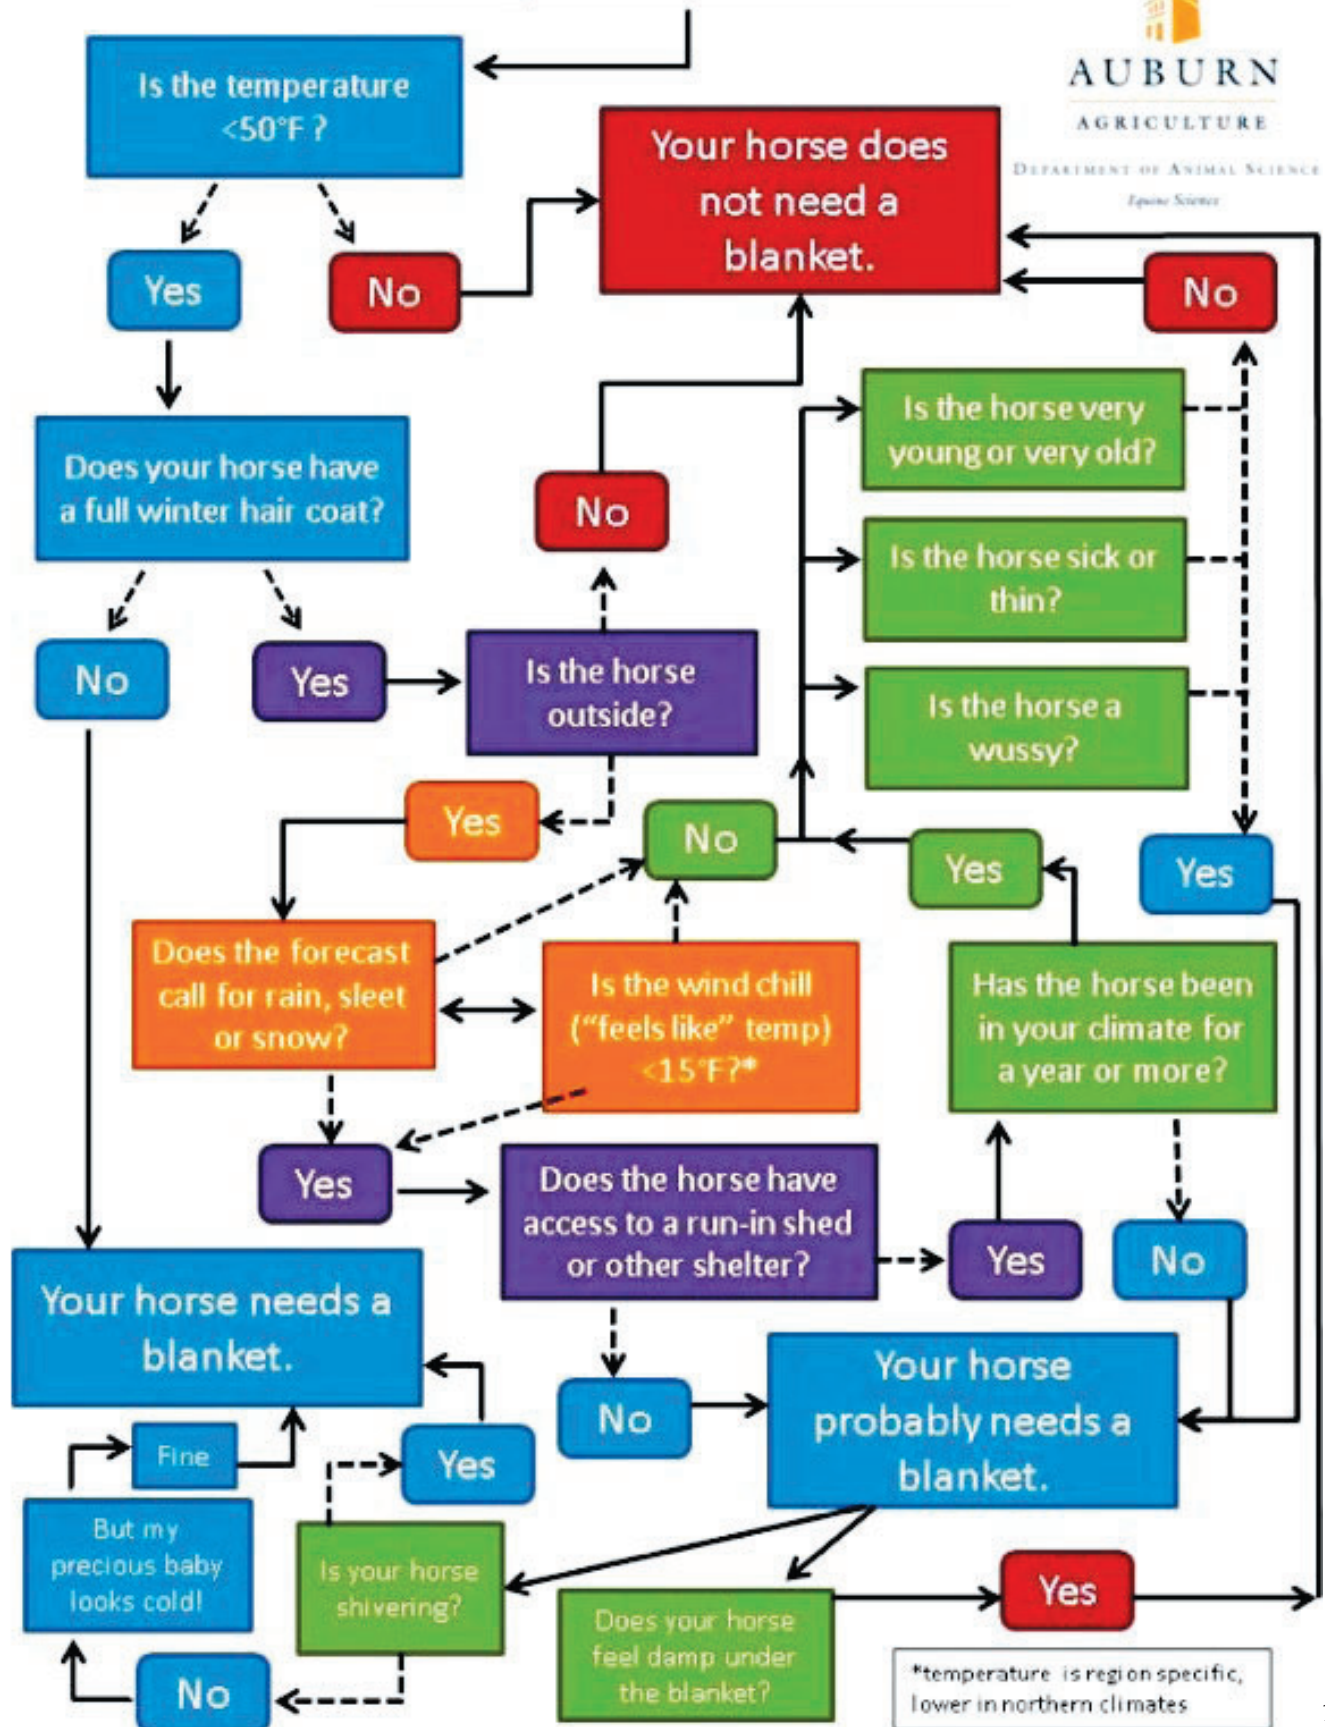 AUBURN
AGRICULTURE
DEPARTMENT OF ANIMAL SCIENCE
Equine Science
Is the temperature
<50°F ?
Your horse does
not need a
blanket.
Yes
No
No
Is the horse very
young or very old?
Does your horse have
a full winter hair coat?
No
Is the horse sick or
thin?
No
Yes
Is the horse
outside?
Is the horse a
wussy?
Yes
No
Yes
Yes
Does the forecast
call for rain, sleet
or snow?
Is the wind chill
("feels like" temp)
<15°F?*
Has the horse been
in your climate for
a year or more?
Yes
Does the horse have
access to a run-in shed
or other shelter?
Yes
No
Your horse needs a
blanket.
No
Your horse
probably needs a
blanket.
Fine
Yes
But my
precious baby
looks cold!
Is your horse
shivering?
Does your horse
feel damp under
the blanket?
Yes
No
*temperature is region specific,
lower in northern climates